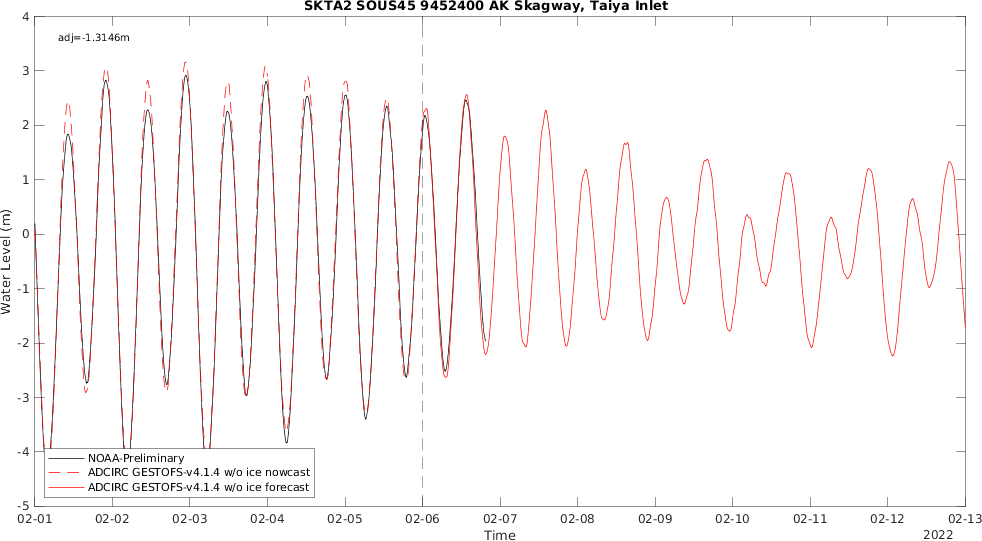 SKTA2 SOUS45 9452400 AK Skagway, Taiya Inlet
adj=-1.3146m
Water Level (m)
4
3
2
1
0
-1
-2
-3
-4
-5
NOAA-Preliminary
ADCIRC GESTOFS-v4.1.4 w/o ice nowcast
ADCIRC GESTOFS-v4.1.4 w/o ice forecast
02-01 02-02 02-03 02-04 02-05 02-06 02-07 02-08 02-09 02-10 02-11 02-12 02-13
Time
2022